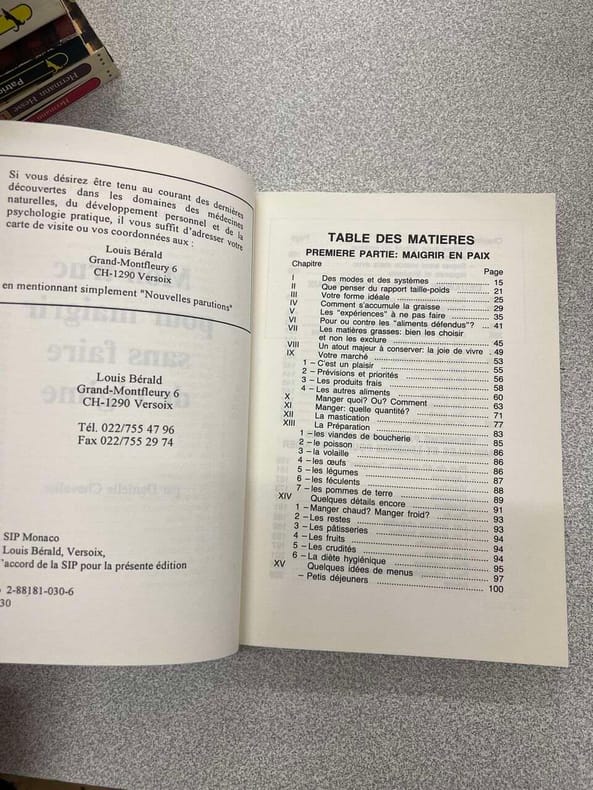 Patric
Hermann Hesse
Hermann
Si vous désirez être tenu au courant des dernières
découvertes dans les domaines des médecines
naturelles, du développement personnel et de la
psychologie pratique, il vous suffit d'adresser votre
carte de visite ou vos coordonnées aux :
Louis Bérald
Grand-Montfleury 6
CH-1290 Versoix
en mentionnant simplement "Nouvelles parutions"
Louis Bérald
Grand-Montfleury 6
CH-1290 Versoix
Tél. 022/755 47 96
Fax 022/755 29 74
SIP Monaco
Louis Bérald, Versoix,
'accord de la SIP pour la présente édition
2-88181-030-6
30
TABLE DES MATIERES
PREMIERE PARTIE: MAIGRIR EN PAIX
Chapitre Page
I Des modes et des systèmes 15
II Que penser du rapport taille-poids 21
III Votre forme idéale 25
IV Comment s'accumule la graisse 29
V Les "expériences" à ne pas faire 35
VI Pour ou contre les "aliments défendus"? ... 41
VII Les matières grasses: bien les choisir
et non les exclure 45
VIII Un atout majeur à conserver: la joie de vivre . 49
IX Votre marché 53
1 – C'est un plaisir 55
2 – Prévisions et priorités 56
3 – Les produits frais 58
4 – Les autres aliments 60
X Manger quoi? Ou? Comment 63
XI Manger: quelle quantité? 71
XII La mastication 77
XIII La Préparation 83
1 – les viandes de boucherie 85
2 – le poisson 86
3 – la volaille 86
4 – les œufs 86
5 – les légumes 87
6 – les féculents 88
7 – les pommes de terre 89
XIV Quelques détails encore 91
1 – Manger chaud? Manger froid? 93
2 – Les restes 93
3 – Les pâtisseries 94
4 – Les fruits 94
5 – Les crudités 94
6 – La diète hygiénique 95
XV Quelques idées de menus 97
– Petis déjeuners 100